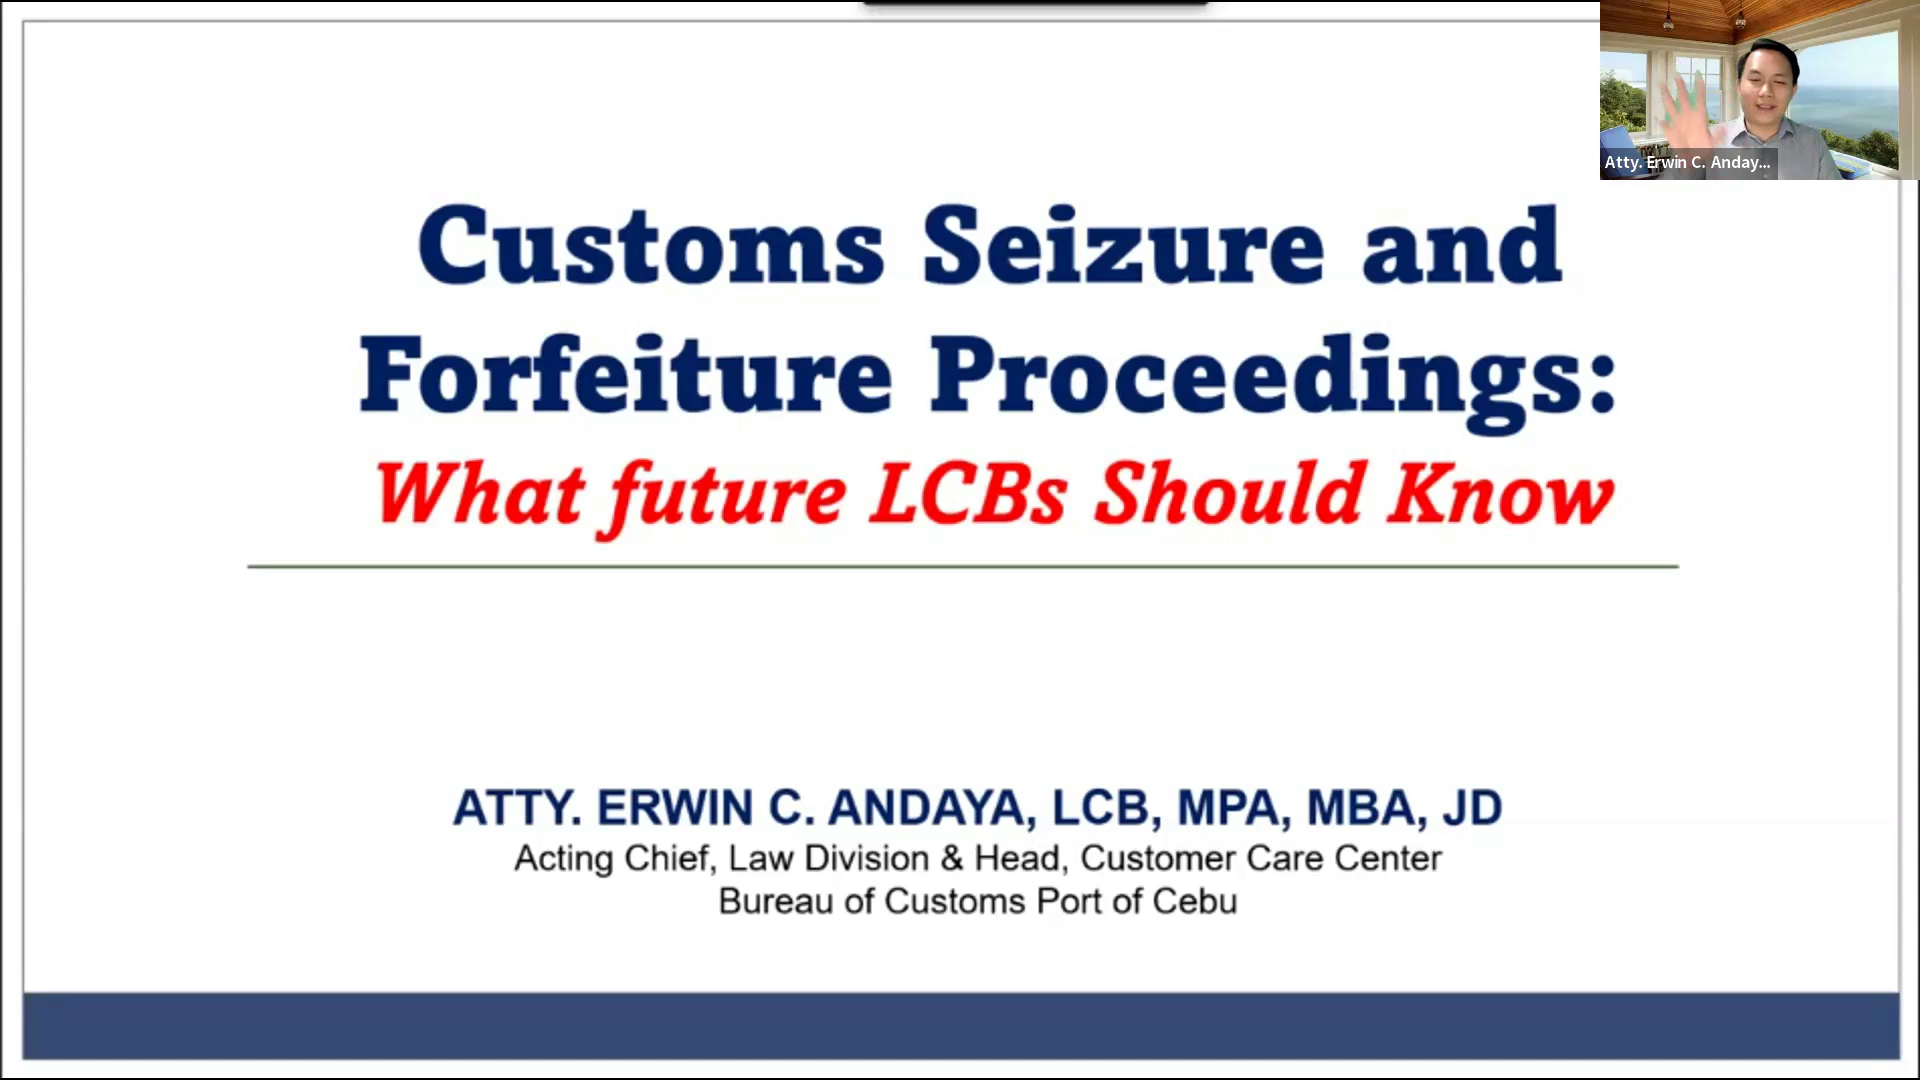 Customs Seizure and
Forfeiture Proceedings:
What future LCBs Should Know
ATTY. ERWIN C. ANDAYA, LCB, MPA, MBA, JD
Acting Chief, Law Division & Head, Customer Care Center
Bureau of Customs Port of Cebu
Atty. Erwin C. Anday...